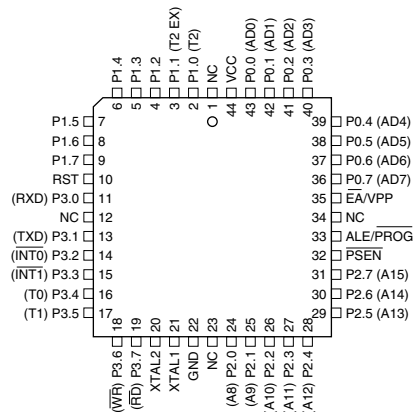 P1.4
P1.3
P1.2
P1.1 (T2 EX)
P1.0 (T2)
NC
VCC
P0.0 (AD0)
P0.1 (AD1)
P0.2 (AD2)
P0.3 (AD3)
6
5
4
3
2
1
44
43
42
41
40
P1.5 7
P1.6 8
P1.7 9
RST 10
(RXD) P3.0 11
NC 12
(TXD) P3.1 13
(INT0) P3.2 14
(INT1) P3.3 15
(T0) P3.4 16
(T1) P3.5 17
39 P0.4 (AD4)
38 P0.5 (AD5)
37 P0.6 (AD6)
36 P0.7 (AD7)
35 EA/VPP
34 NC
33 ALE/PROG
32 PSEN
31 P2.7 (A15)
30 P2.6 (A14)
29 P2.5 (A13)
18
19
20
21
22
23
24
25
26
27
28
(WR) P3.6
(RD) P3.7
XTAL2
XTAL1
GND
NC
(A8) P2.0
(A9) P2.1
(A10) P2.2
(A11) P2.3
(A12) P2.4